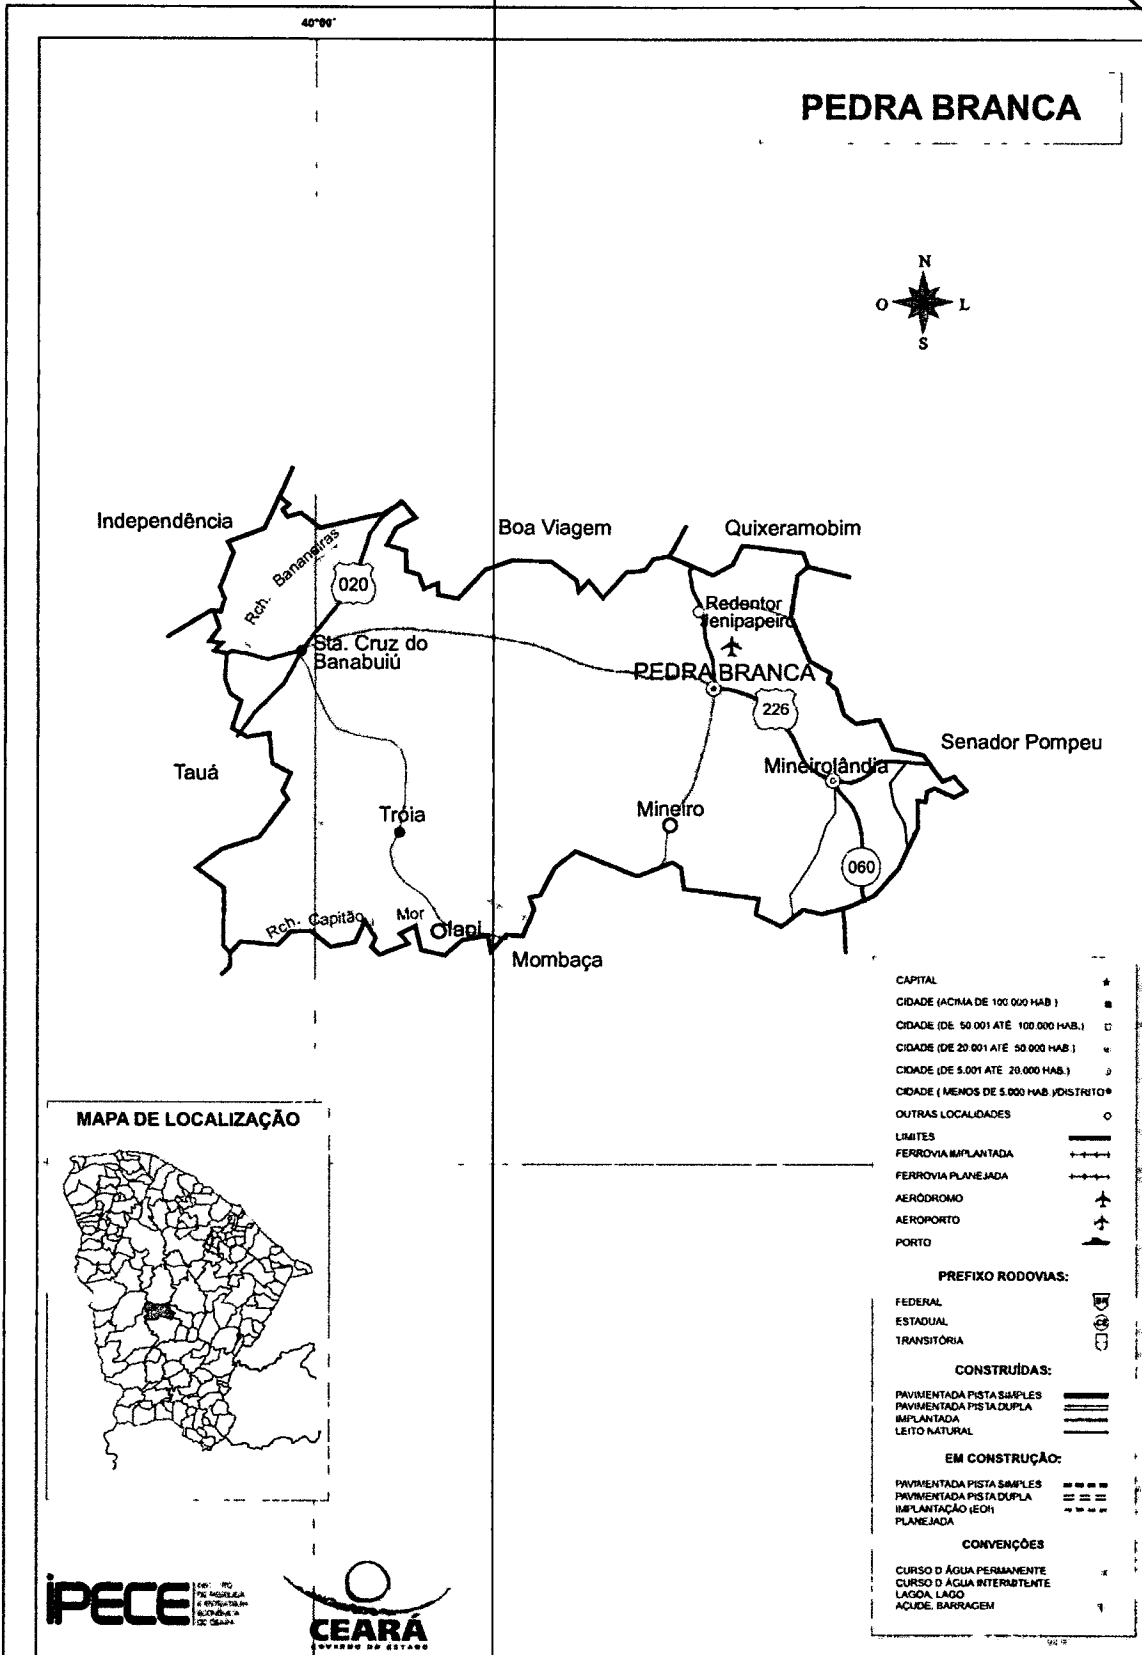 40°00'
PEDRA BRANCA
N
O
L
S
Independência
Boa Viagem
Quixeramobim
Rch. Bananeiras
020
Redentor
Jenipapeiro
Sta. Cruz do
Banabuiú
PEDRA BRANCA
226
Senador Pompeu
Tauá
Mineirolândia
Tróia
Mineiro
060
Rch. Capitão Mor
Iapi
Mombaça
CAPITAL
CIDADE (ACIMA DE 100.000 HAB.)
CIDADE (DE 50.001 ATÉ 100.000 HAB.)
CIDADE (DE 20.001 ATÉ 50.000 HAB.)
CIDADE (DE 5.001 ATÉ 20.000 HAB.)
CIDADE ( MENOS DE 5.000 HAB.)/DISTRITO
OUTRAS LOCALIDADES
LIMITES
FERROVIA IMPLANTADA
FERROVIA PLANEJADA
AERÓDROMO
AEROPORTO
PORTO
PREFIXO RODOVIAS:
FEDERAL
BR
ESTADUAL
CE
TRANSITÓRIA
CONSTRUÍDAS:
PAVIMENTADA PISTA SIMPLES
PAVIMENTADA PISTA DUPLA
IMPLANTADA
LEITO NATURAL
EM CONSTRUÇÃO:
PAVIMENTADA PISTA SIMPLES
PAVIMENTADA PISTA DUPLA
IMPLANTAÇÃO (EOI)
PLANEJADA
CONVENÇÕES
CURSO D ÁGUA PERMANENTE
CURSO D ÁGUA INTERMITENTE
LAGOA, LAGO
AÇUDE, BARRAGEM
MAPA DE LOCALIZAÇÃO
iPECE
CEARÁ
GOVERNO DO ESTADO